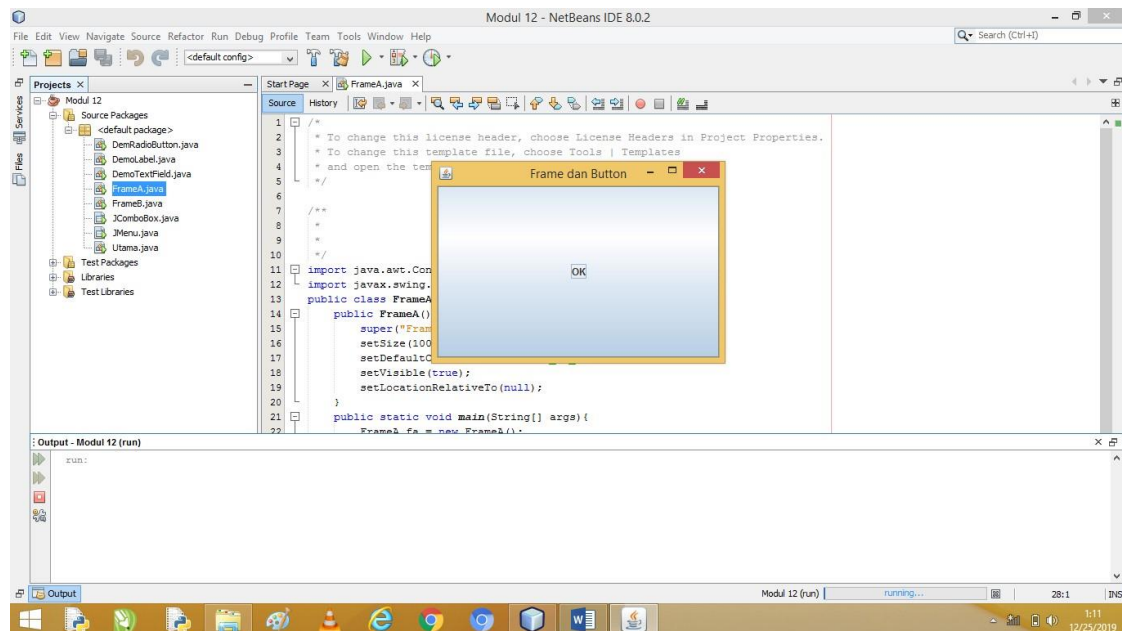 Modul 12 - NetBeans IDE 8.0.2
File Edit View Navigate Source Refactor Run Debug Profile Team Tools Window Help
Search (Ctrl+I)
<default config>
Projects
Services
Files
Modul 12
Source Packages
<default package>
DemRadioButton.java
DemoLabel.java
DemoTextField.java
FrameA.java
FrameB.java
JComboBox.java
JMenu.java
Utama.java
Test Packages
Libraries
Test Libraries
Start Page
FrameA.java
Source History
1 /*
2 * To change this license header, choose License Headers in Project Properties.
3 * To change this template file, choose Tools | Templates
4 * and open the tem
5 */
6
7 /**
8 *
9 *
10 */
11 import java.awt.Con
12 import javax.swing.
13 public class FrameA
14 public FrameA()
15 super("Fram
16 setSize(100
17 setDefaultC
18 setVisible(true);
19 setLocationRelativeTo(null);
20 }
21 public static void main(String[] args){
22 FrameA fa = new FrameA();
Frame dan Button
OK
Output - Modul 12 (run)
run:
Output
Modul 12 (run)
running...
28:1
INS
1:11
12/25/2019